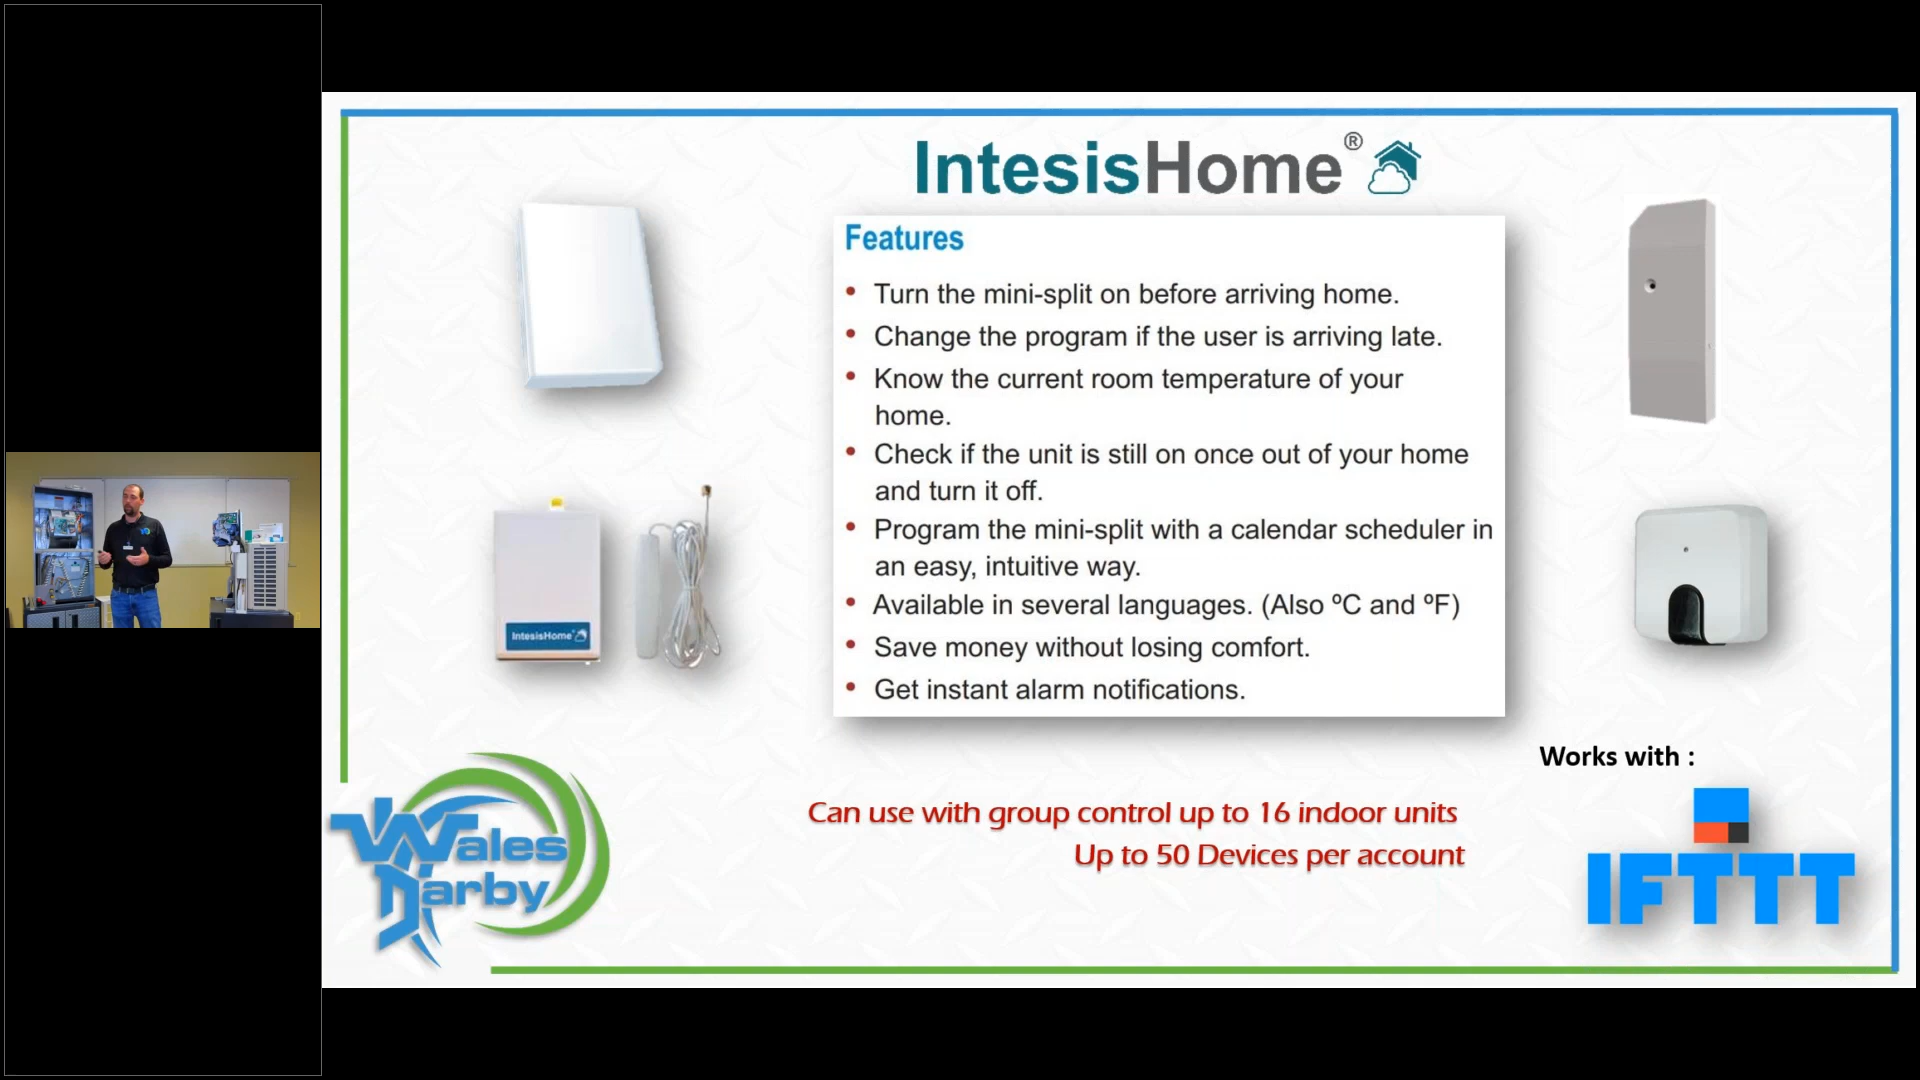 IntesisHome®
Features
• Turn the mini-split on before arriving home.
• Change the program if the user is arriving late.
• Know the current room temperature of your
home.
• Check if the unit is still on once out of your home
and turn it off.
• Program the mini-split with a calendar scheduler in
an easy, intuitive way.
• Available in several languages. (Also ºC and ºF)
• Save money without losing comfort.
• Get instant alarm notifications.
IntesisHome
Works with :
Can use with group control up to 16 indoor units
Up to 50 Devices per account
Wales
Darby
IFTTT